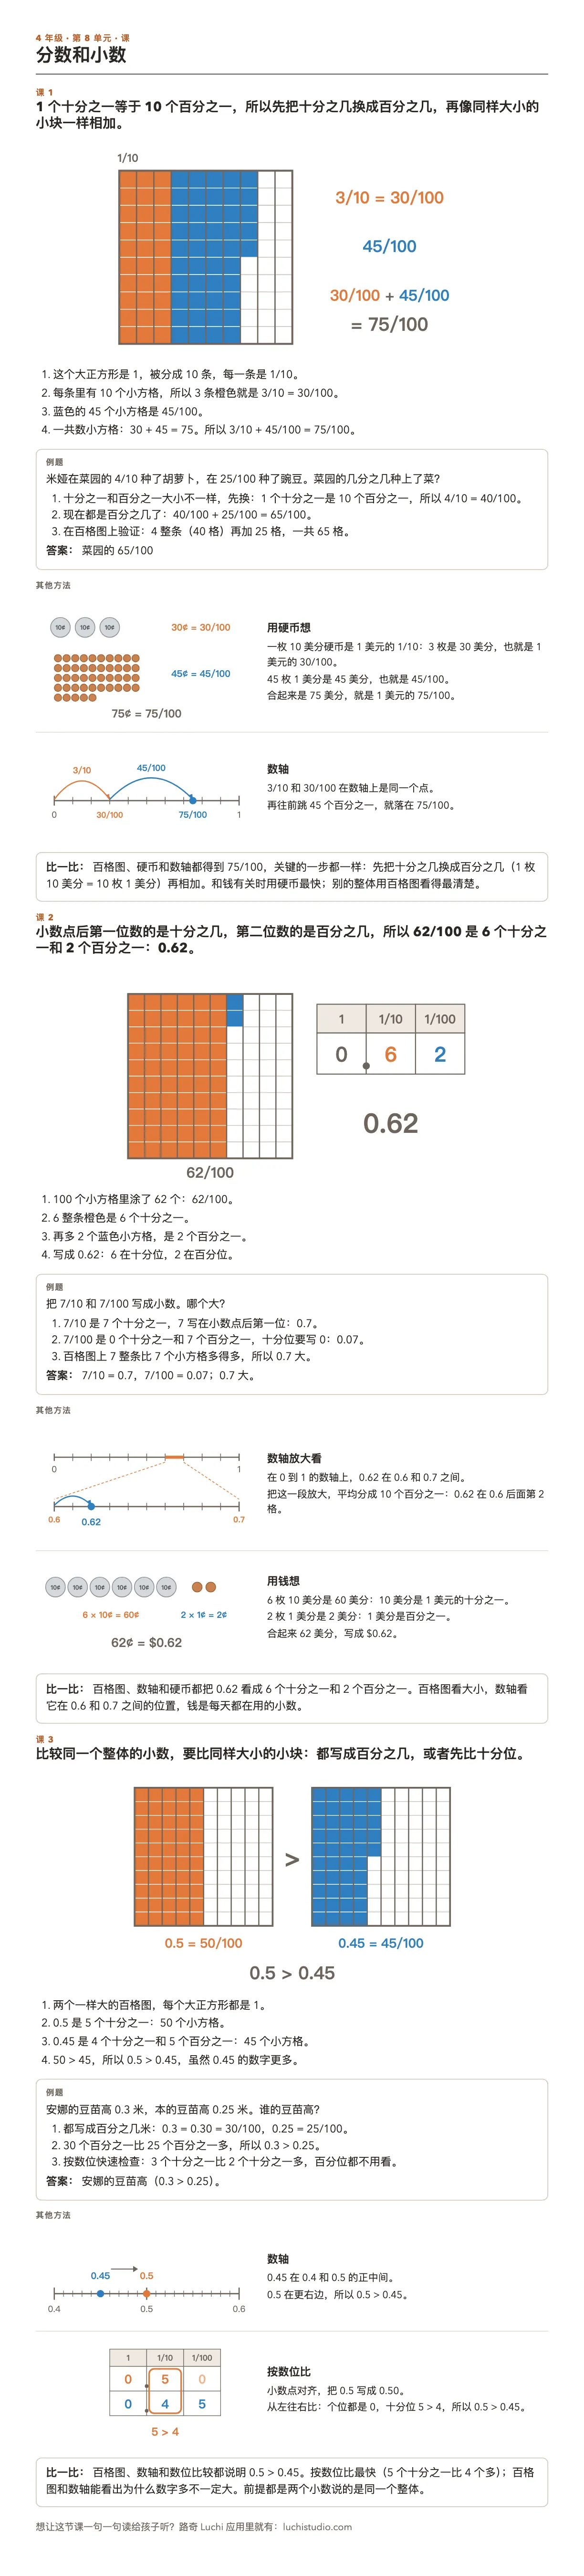 4 年级 · 第 8 单元 · 课
分数和小数
课 1
1 个十分之一等于 10 个百分之一，所以先把十分之几换成百分之几，再像同样大小的
小块一样相加。
1/10
3/10 = 30/100
45/100
30/100 + 45/100
= 75/100
1. 这个大正方形是 1，被分成 10 条，每一条是 1/10。
2. 每条里有 10 个小方格，所以 3 条橙色就是 3/10 = 30/100。
3. 蓝色的 45 个小方格是 45/100。
4. 一共数小方格：30 + 45 = 75。所以 3/10 + 45/100 = 75/100。
例题
米娅在菜园的 4/10 种了胡萝卜，在 25/100 种了豌豆。菜园的几分之几种上了菜？
1. 十分之一和百分之一大小不一样，先换：1 个十分之一是 10 个百分之一，所以 4/10 = 40/100。
2. 现在都是百分之几了：40/100 + 25/100 = 65/100。
3. 在百格图上验证：4 整条（40 格）再加 25 格，一共 65 格。
答案： 菜园的 65/100
其他方法
10¢ 10¢ 10¢
30¢ = 30/100
45¢ = 45/100
75¢ = 75/100
用硬币想
一枚 10 美分硬币是 1 美元的 1/10：3 枚是 30 美分，也就是 1
美元的 30/100。
45 枚 1 美分是 45 美分，也就是 45/100。
合起来是 75 美分，就是 1 美元的 75/100。
3/10
45/100
0
30/100
75/100
1
数轴
3/10 和 30/100 在数轴上是同一个点。
再往前跳 45 个百分之一，就落在 75/100。
比一比： 百格图、硬币和数轴都得到 75/100，关键的一步都一样：先把十分之几换成百分之几（1 枚
10 美分 = 10 枚 1 美分）再相加。和钱有关时用硬币最快；别的整体用百格图看得最清楚。
课 2
小数点后第一位数的是十分之几，第二位数的是百分之几，所以 62/100 是 6 个十分之
一和 2 个百分之一：0.62。
1 1/10 1/100
0 . 6 2
0.62
62/100
1. 100 个小方格里涂了 62 个：62/100。
2. 6 整条橙色是 6 个十分之一。
3. 再多 2 个蓝色小方格，是 2 个百分之一。
4. 写成 0.62：6 在十分位，2 在百分位。
例题
把 7/10 和 7/100 写成小数。哪个大？
1. 7/10 是 7 个十分之一，7 写在小数点后第一位：0.7。
2. 7/100 是 0 个十分之一和 7 个百分之一，十分位要写 0：0.07。
3. 百格图上 7 整条比 7 个小方格多得多，所以 0.7 大。
答案： 7/10 = 0.7，7/100 = 0.07；0.7 大。
其他方法
0
1
0.6
0.62
0.7
数轴放大看
在 0 到 1 的数轴上，0.62 在 0.6 和 0.7 之间。
把这一段放大，平均分成 10 个百分之一：0.62 在 0.6 后面第 2
格。
10¢ 10¢ 10¢ 10¢ 10¢ 10¢
6 × 10¢ = 60¢
2 × 1¢ = 2¢
62¢ = $0.62
用钱想
6 枚 10 美分是 60 美分：10 美分是 1 美元的十分之一。
2 枚 1 美分是 2 美分：1 美分是百分之一。
合起来 62 美分，写成 $0.62。
比一比： 百格图、数轴和硬币都把 0.62 看成 6 个十分之一和 2 个百分之一。百格图看大小，数轴看
它在 0.6 和 0.7 之间的位置，钱是每天都在用的小数。
课 3
比较同一个整体的小数，要比同样大小的小块：都写成百分之几，或者先比十分位。
>
0.5 = 50/100
0.45 = 45/100
0.5 > 0.45
1. 两个一样大的百格图，每个大正方形都是 1。
2. 0.5 是 5 个十分之一：50 个小方格。
3. 0.45 是 4 个十分之一和 5 个百分之一：45 个小方格。
4. 50 > 45，所以 0.5 > 0.45，虽然 0.45 的数字更多。
例题
安娜的豆苗高 0.3 米，本的豆苗高 0.25 米。谁的豆苗高？
1. 都写成百分之几米：0.3 = 0.30 = 30/100，0.25 = 25/100。
2. 30 个百分之一比 25 个百分之一多，所以 0.3 > 0.25。
3. 按数位快速检查：3 个十分之一比 2 个十分之一多，百分位都不用看。
答案： 安娜的豆苗高（0.3 > 0.25）。
其他方法
0.45
0.5
0.4
0.5
0.6
数轴
0.45 在 0.4 和 0.5 的正中间。
0.5 在更右边，所以 0.5 > 0.45。
1 1/10 1/100
0 . 5 0
0 . 4 5
5 > 4
按数位比
小数点对齐，把 0.5 写成 0.50。
从左往右比：个位都是 0，十分位 5 > 4，所以 0.5 > 0.45。
比一比： 百格图、数轴和数位比较都说明 0.5 > 0.45。按数位比最快（5 个十分之一比 4 个多）；百格
图和数轴能看出为什么数字多不一定大。前提都是两个小数说的是同一个整体。
想让这节课一句一句读给孩子听？路奇 Luchi 应用里就有：luchistudio.com